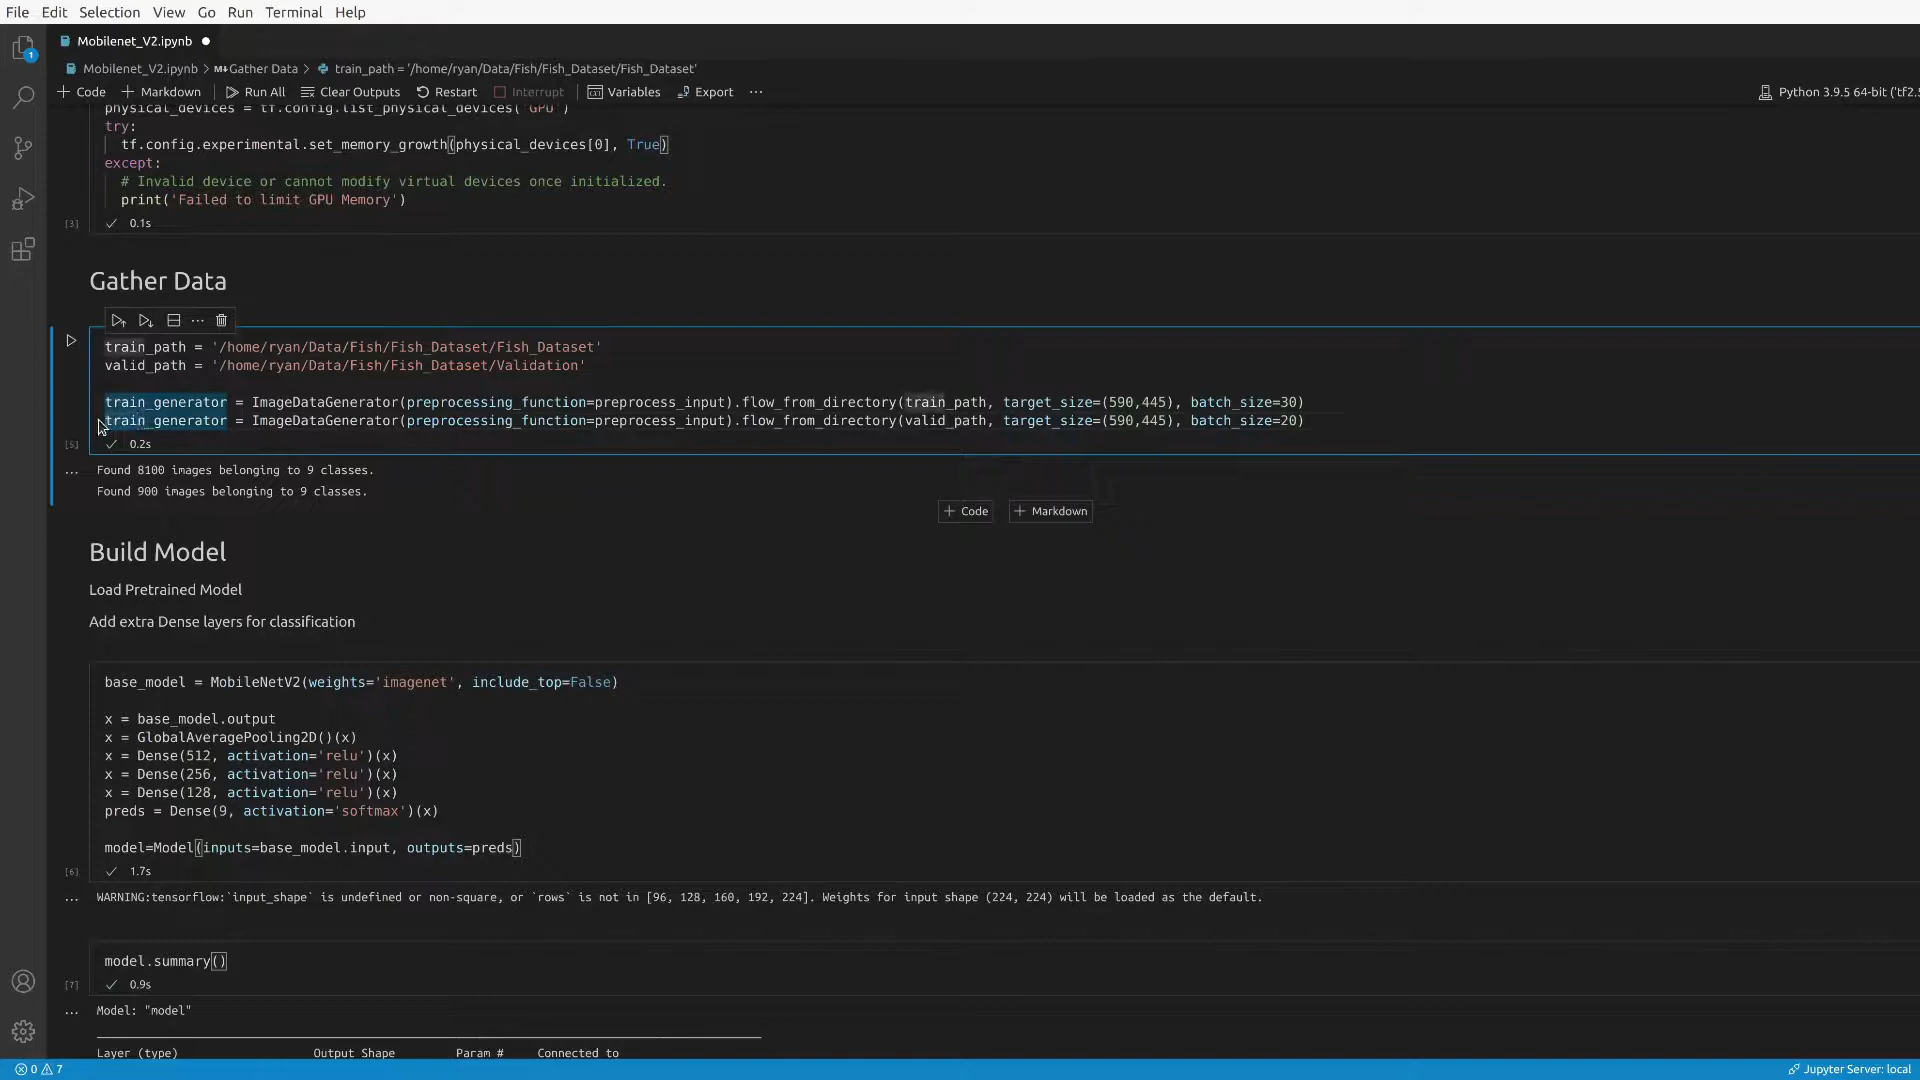 File Edit Selection View Go Run Terminal Help
Mobilenet_V2.ipynb
1
Mobilenet_V2.ipynb > M Gather Data > train_path = '/home/ryan/Data/Fish/Fish_Dataset/Fish_Dataset'
+ Code + Markdown Run All Clear Outputs Restart Interrupt Variables Export ... Python 3.9.5 64-bit ('tf2.5
physical_devices = tf.config.list_physical_devices('GPU')
try:
tf.config.experimental.set_memory_growth(physical_devices[0], True)
except:
# Invalid device or cannot modify virtual devices once initialized.
print('Failed to limit GPU Memory')
[3] ✓ 0.1s
Gather Data
train_path = '/home/ryan/Data/Fish/Fish_Dataset/Fish_Dataset'
valid_path = '/home/ryan/Data/Fish/Fish_Dataset/Validation'
train_generator = ImageDataGenerator(preprocessing_function=preprocess_input).flow_from_directory(train_path, target_size=(590,445), batch_size=30)
train_generator = ImageDataGenerator(preprocessing_function=preprocess_input).flow_from_directory(valid_path, target_size=(590,445), batch_size=20)
[5] ✓ 0.2s
... Found 8100 images belonging to 9 classes.
Found 900 images belonging to 9 classes.
+ Code + Markdown
Build Model
Load Pretrained Model
Add extra Dense layers for classification
base_model = MobileNetV2(weights='imagenet', include_top=False)
x = base_model.output
x = GlobalAveragePooling2D()(x)
x = Dense(512, activation='relu')(x)
x = Dense(256, activation='relu')(x)
x = Dense(128, activation='relu')(x)
preds = Dense(9, activation='softmax')(x)
model=Model(inputs=base_model.input, outputs=preds)
[6] ✓ 1.7s
... WARNING:tensorflow:`input_shape` is undefined or non-square, or `rows` is not in [96, 128, 160, 192, 224]. Weights for input shape (224, 224) will be loaded as the default.
model.summary()
[7] ✓ 0.9s
... Model: "model"
Layer (type) Output Shape Param # Connected to
0 7 Jupyter Server: local